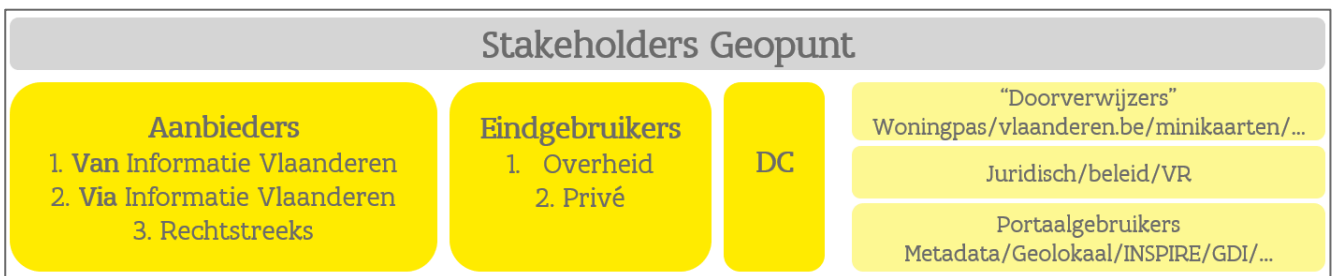 Stakeholders Geopunt
Aanbieders
1. Van Informatie Vlaanderen
2. Via Informatie Vlaanderen
3. Rechtstreeks
Eindgebruikers
1. Overheid
2. Privé
DC
“Doorverwijzers”
Woningpas/vlaanderen.be/minikaarten/...
Juridisch/beleid/VR
Portaalgebruikers
Metadata/Geolokaal/INSPIRE/GDI/...